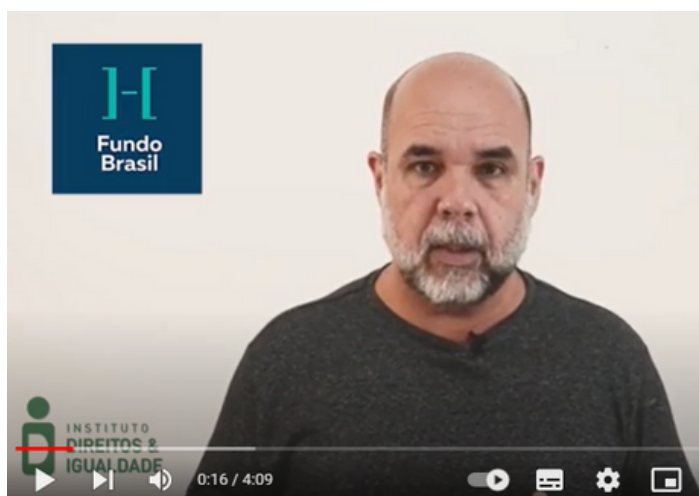 Fundo
Brasil
INSTITUTO
DIREITOS &
IGUALDADE
0:16 / 4:09